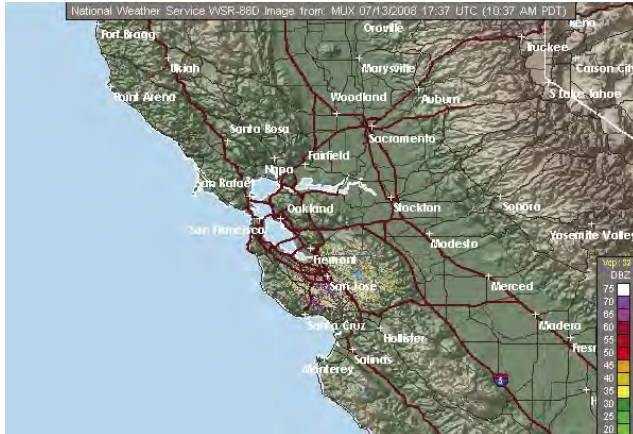 National Weather Service WSR-88D Image from: MUX 07/13/2008 17:37 UTC (10:37 AM PDT)
Oroville
Fort Bragg
Truckee
Marysville
Carson City
Ukiah
S Lake Tahoe
Point Arena
Woodland
Auburn
Santa Rosa
Sacramento
Fairfield
Napa
San Rafael
Sonora
Oakland
Stockton
San Francisco
Yosemite Valley
Modesto
Fremont
San Jose
Merced
Santa Cruz
Madera
Hollister
Salinas
Monterey
5
DBZ
75
70
65
60
55
50
45
40
35
30
25
20